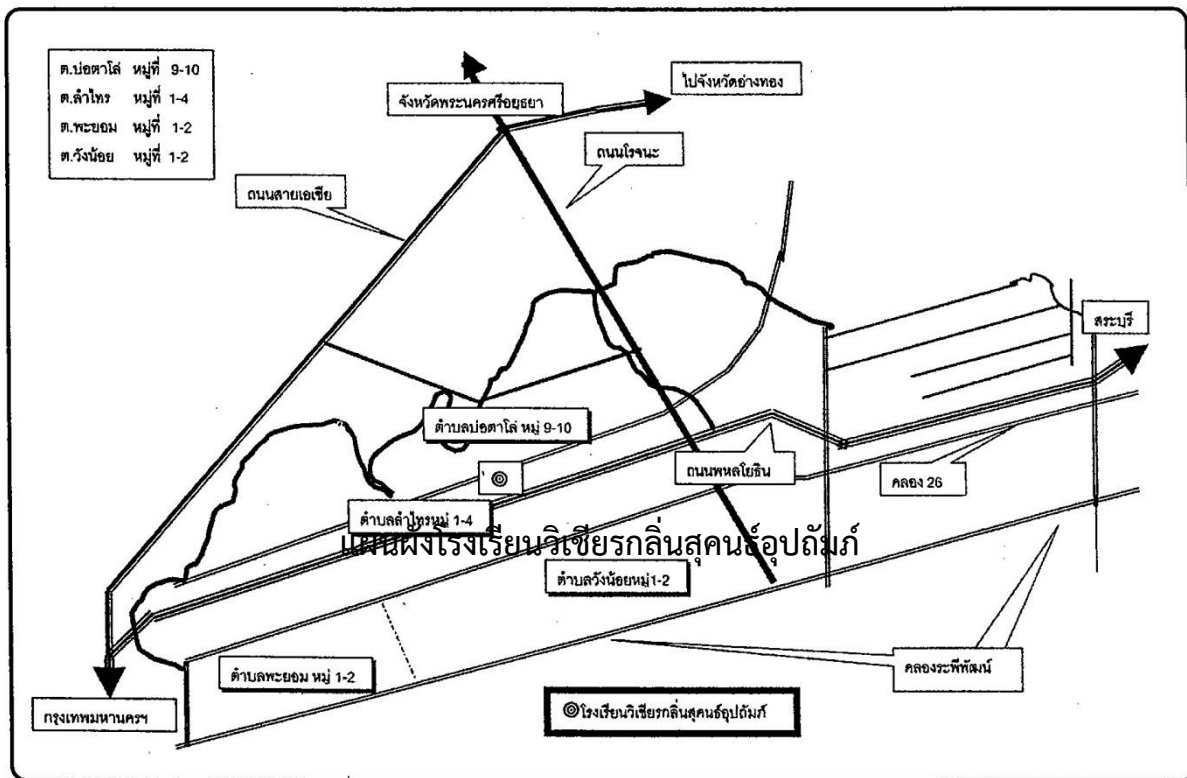 ต.บ่อตาโล่ หมู่ที่ 9-10
ต.ลำไทร หมู่ที่ 1-4
ต.พะยอม หมู่ที่ 1-2
ต.วังน้อย หมู่ที่ 1-2
ไปจังหวัดอ่างทอง
จังหวัดพระนครศรีอยุธยา
ถนนโรจนะ
ถนนสายเอเซีย
สระบุรี
ตำบลบ่อตาโล่ หมู่ 9-10
ถนนพหลโยธิน
คลอง 26
ตำบลลำไทรหมู่ 1-4
แผนผังโรงเรียนวิเชียรกลิ่นสุคนธ์อุปถัมภ์
ตำบลวังน้อยหมู่1-2
คลองระพีพัฒน์
ตำบลพะยอม หมู่ 1-2
กรุงเทพมหานครฯ
โรงเรียนวิเชียรกลิ่นสุคนธ์อุปถัมภ์